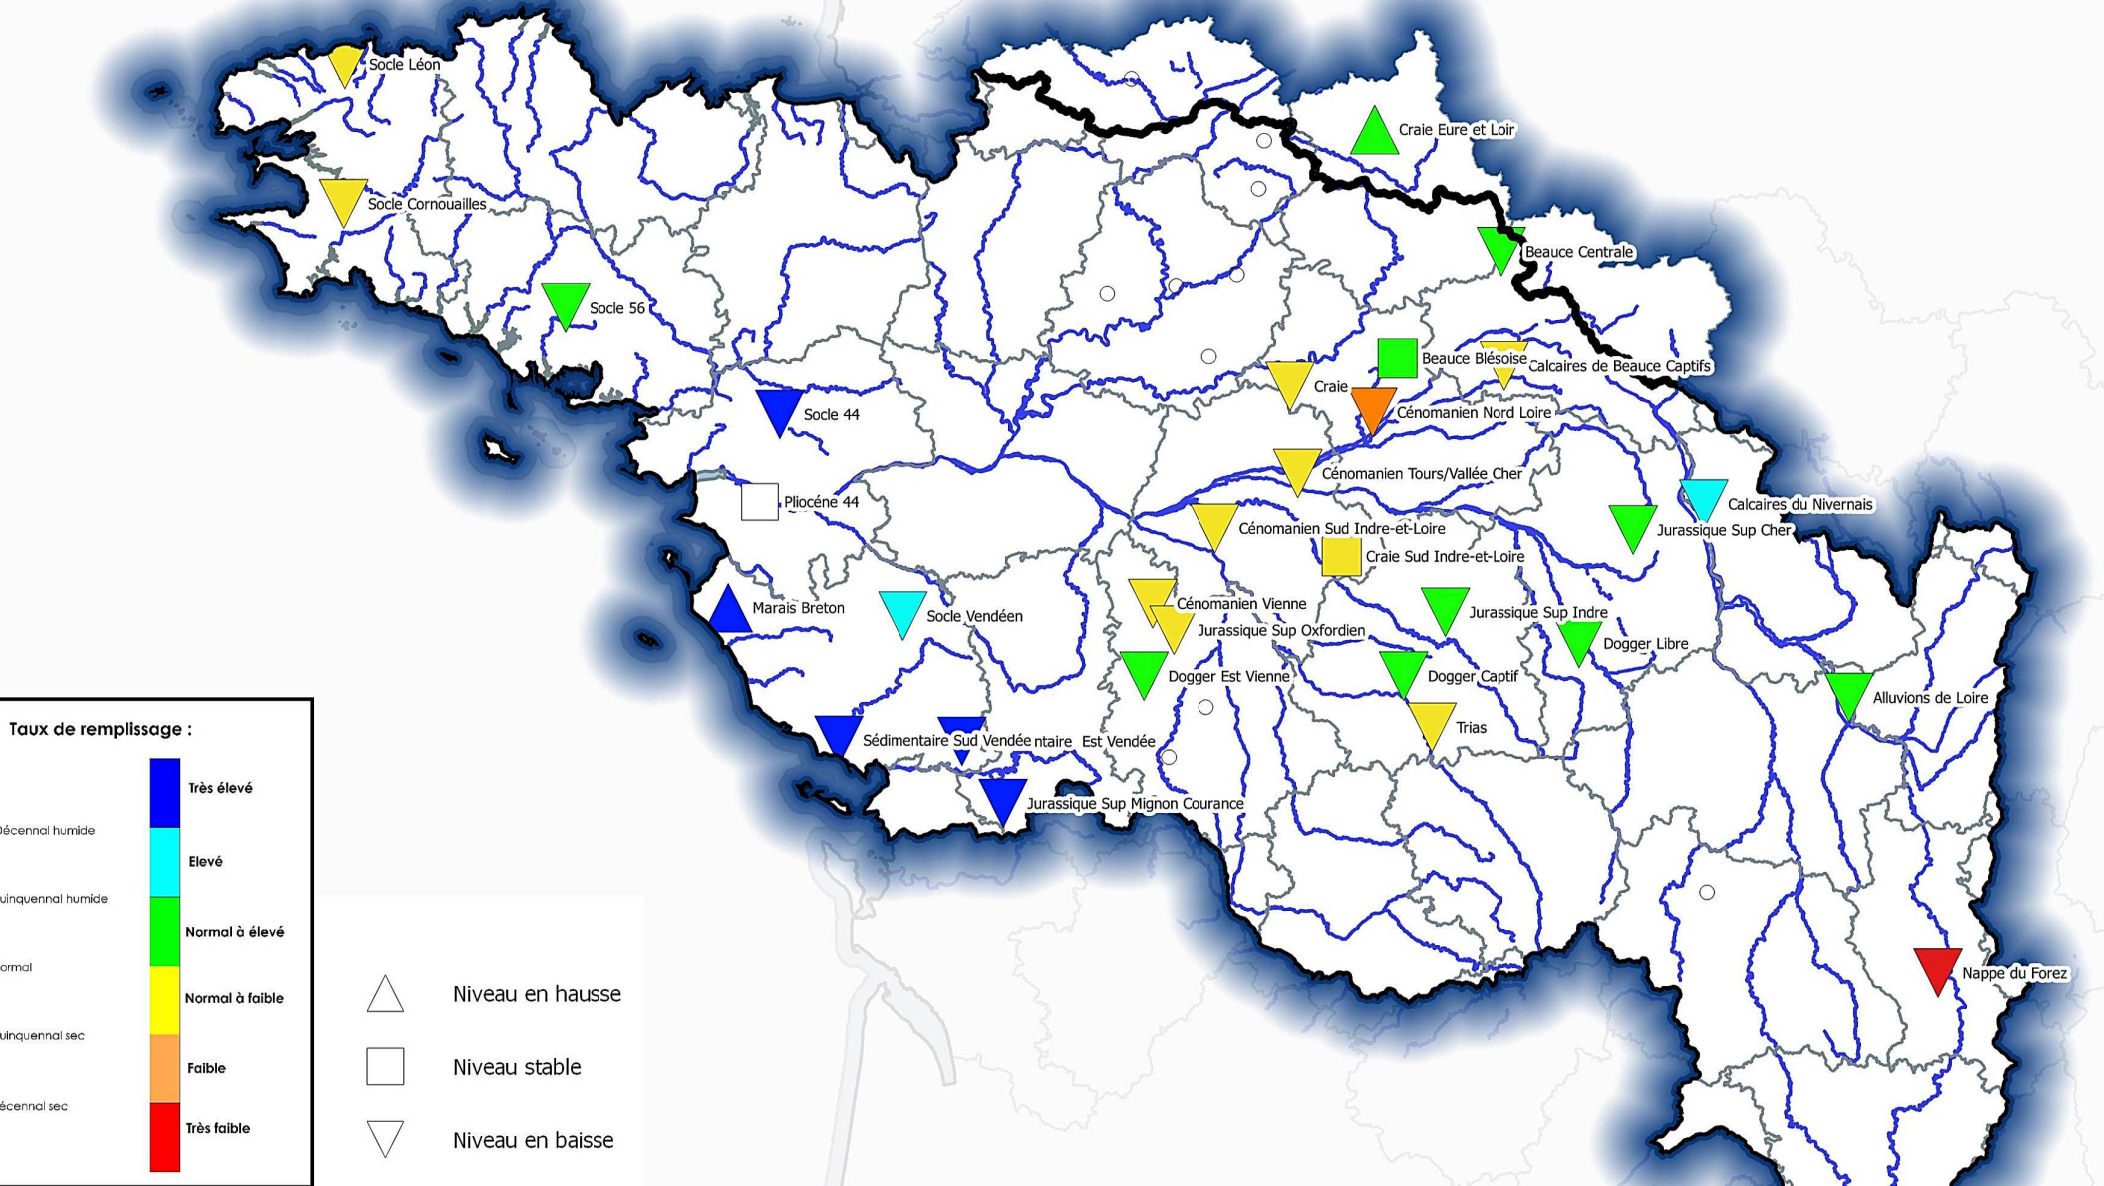 Socle Léon
Craie Eure et Loir
Socle Cornouailles
Beauce Centrale
Socle 56
Beauce Blésoise
Calcaires de Beauce Captifs
Craie
Cénomanien Nord Loire
Socle 44
Cénomanien Tours/Vallée Cher
Pliocéne 44
Calcaires du Nivernais
Cénomanien Sud Indre-et-Loire
Jurassique Sup Cher
Craie Sud Indre-et-Loire
Marais Breton
Cénomanien Vienne
Socle Vendéen
Jurassique Sup Indre
Jurassique Sup Oxfordien
Dogger Libre
Dogger Est Vienne
Dogger Captif
Alluvions de Loire
Trias
Sédimentaire Sud Vendée
ntaire Est Vendée
Jurassique Sup Mignon Courance
Nappe du Forez
Taux de remplissage :
Très élevé
Décennal humide
Elevé
uinquennal humide
Normal à élevé
ormal
Normal à faible
uinquennal sec
Faible
écennal sec
Très faible
Niveau en hausse
Niveau stable
Niveau en baisse